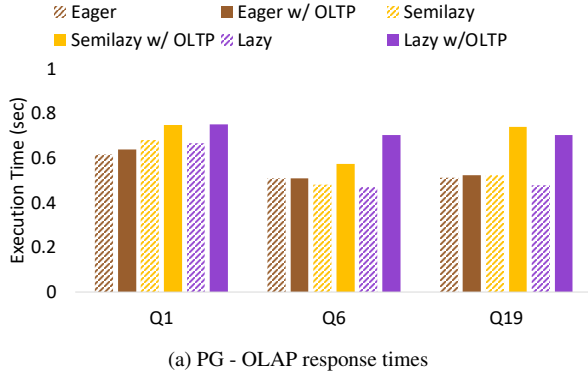 Eager Eager w/ OLTP Semilazy
Semilazy w/ OLTP Lazy Lazy w/OLTP
Execution Time (sec)
1
0.8
0.6
0.4
0.2
0
Q1 Q6 Q19
(a) PG - OLAP response times